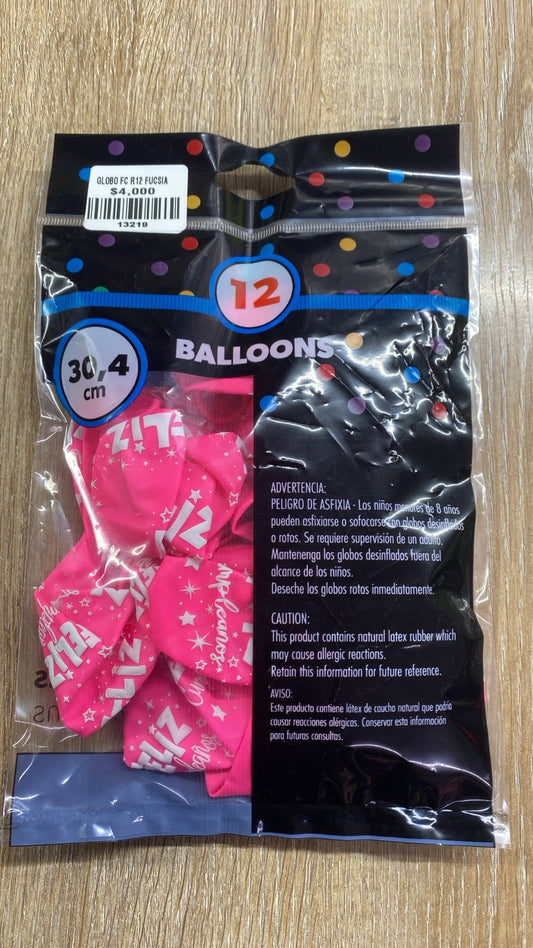 GLOBO FC R12 FUCSIA
$4,000
13219
12
BALLOONS
30,4
cm
FELIZ
cumpleaños
FELIZ
ADVERTENCIA:
PELIGRO DE ASFIXIA - Los niños menores de 8 años
pueden asfixiarse o sofocarse con globos desinflados
o rotos. Se requiere supervisión de un adulto.
Mantenenga los globos desinflados fuera del
alcance de los niños.
Deseche los globos rotos inmediatamente.
CAUTION:
This product contains natural latex rubber which
may cause allergic reactions.
Retain this information for future reference.
AVISO:
Este producto contiene látex de caucho natural que podría
causar reacciones alérgicas. Conservar esta información
para futuras consultas.